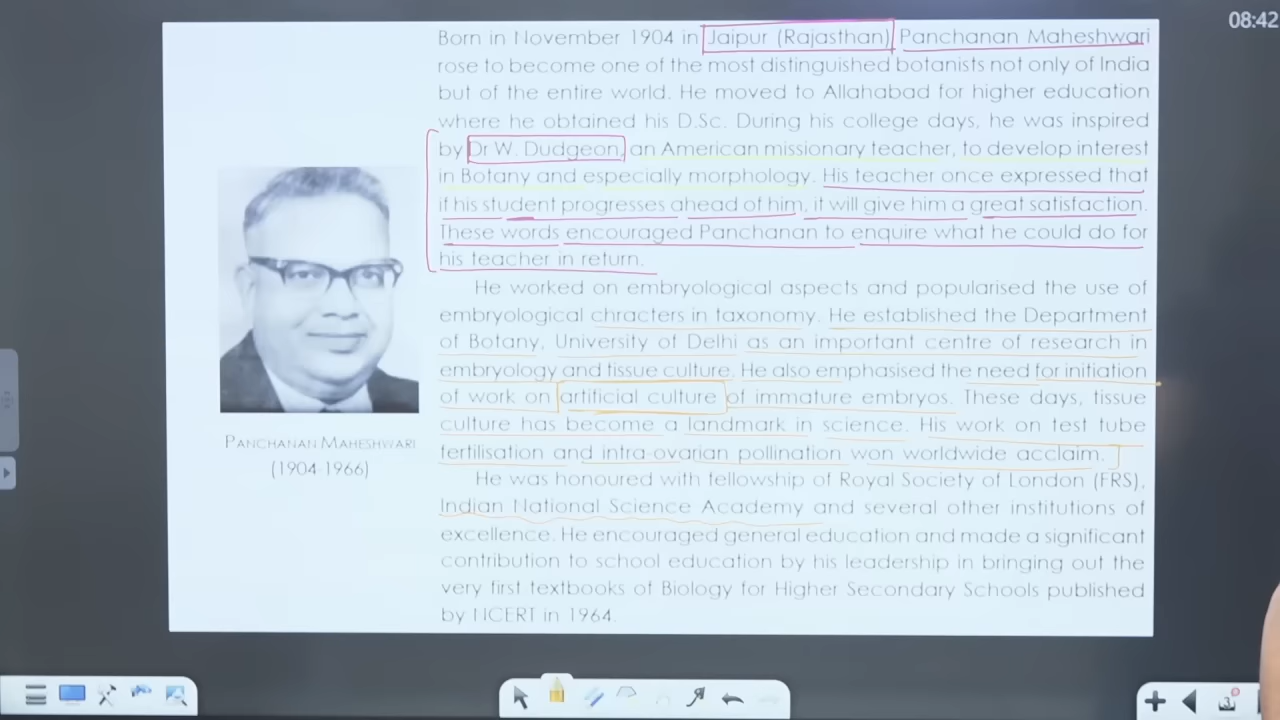 08:42
Born in November 1904 in Jaipur (Rajasthan) Panchanan Maheshwari
rose to become one of the most distinguished botanists not only of India
but of the entire world. He moved to Allahabad for higher education
where he obtained his D.Sc. During his college days, he was inspired
by Dr W. Dudgeon, an American missionary teacher, to develop interest
in Botany and especially morphology. His teacher once expressed that
if his student progresses ahead of him, it will give him a great satisfaction.
These words encouraged Panchanan to enquire what he could do for
his teacher in return.
He worked on embryological aspects and popularised the use of
embryological chracters in taxonomy. He established the Department
of Botany, University of Delhi as an important centre of research in
embryology and tissue culture. He also emphasised the need for initiation
of work on artificial culture of immature embryos. These days, tissue
culture has become a landmark in science. His work on test tube
fertilisation and intra-ovarian pollination won worldwide acclaim.
He was honoured with fellowship of Royal Society of London (FRS),
Indian National Science Academy and several other institutions of
excellence. He encouraged general education and made a significant
contribution to school education by his leadership in bringing out the
very first textbooks of Biology for Higher Secondary Schools published
by NCERT in 1964.
PANCHANAN MAHESHWARI
(1904-1966)
3